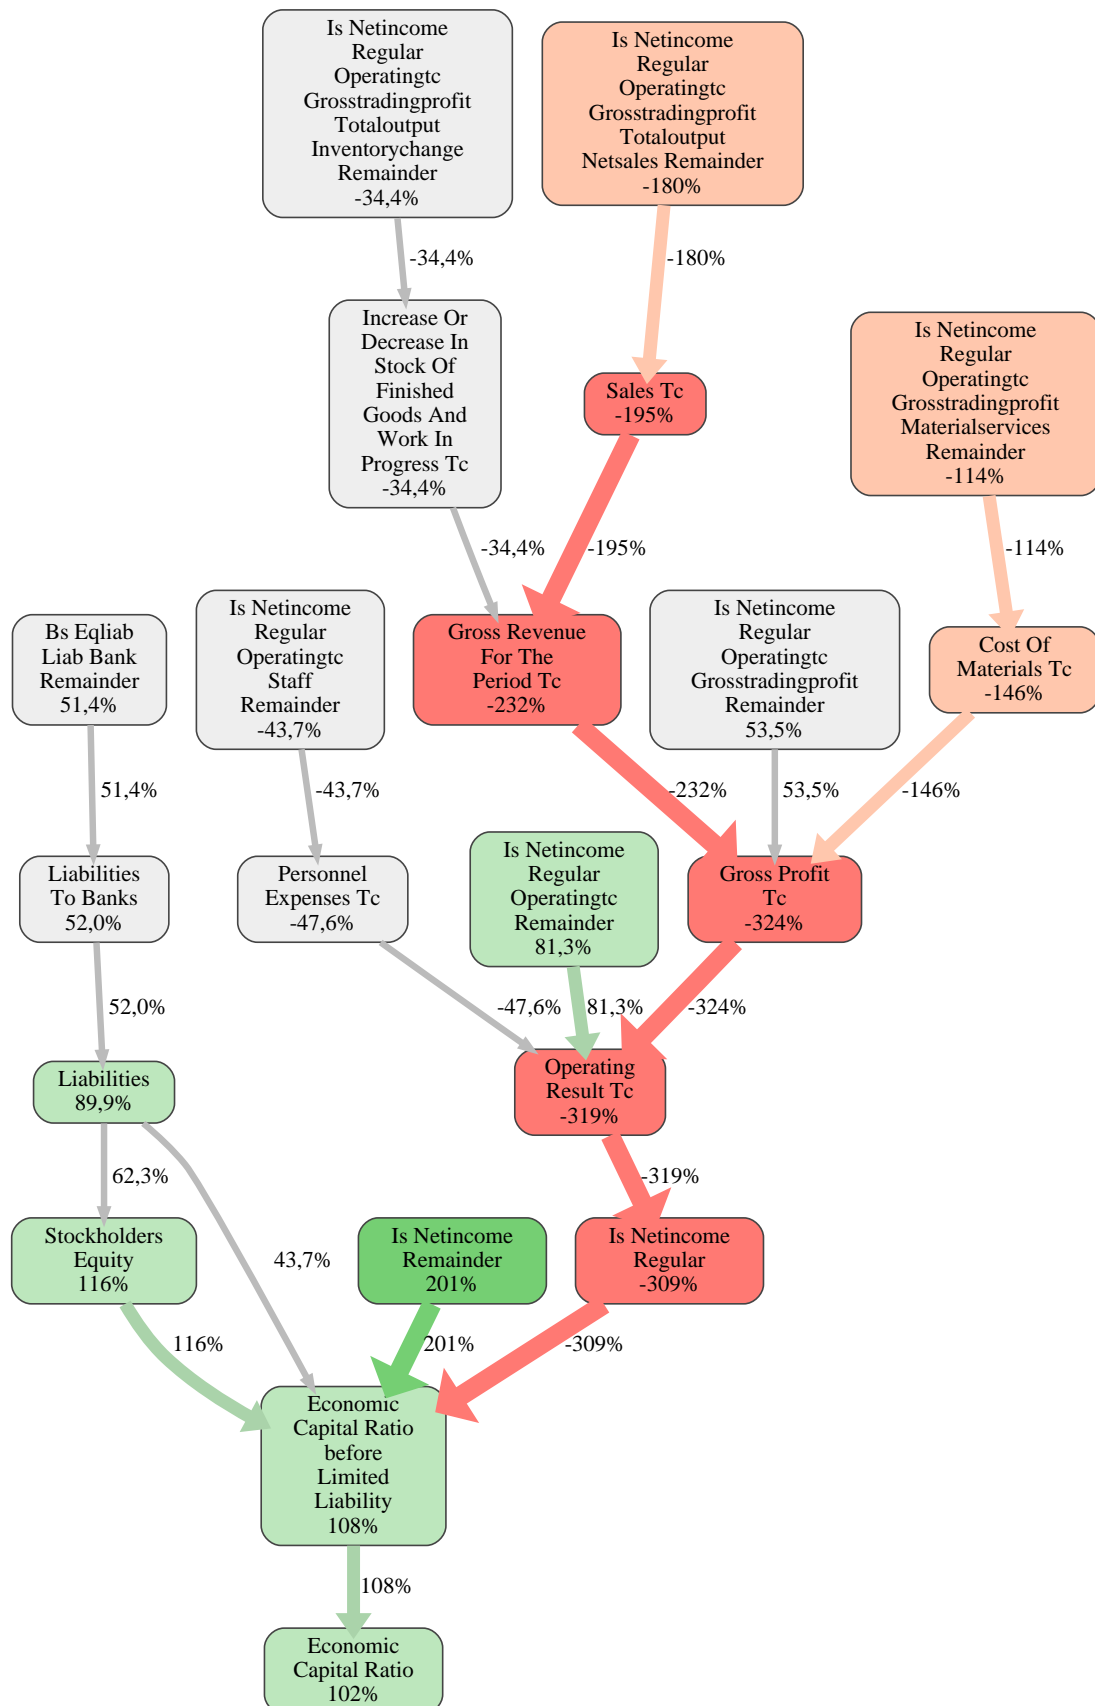 Is Netincome
Regular
Operatingtc
Grosstradingprofit
Totaloutput
Inventorychange
Remainder
-34,4%
Is Netincome
Regular
Operatingtc
Grosstradingprofit
Totaloutput
Netsales Remainder
-180%
-34,4%
-180%
Increase Or
Decrease In
Stock Of
Finished
Goods And
Work In
Progress Tc
-34,4%
Sales Tc
-195%
Is Netincome
Regular
Operatingtc
Grosstradingprofit
Materialservices
Remainder
-114%
-34,4%
-195%
-114%
Bs Eqliab
Liab Bank
Remainder
51,4%
Is Netincome
Regular
Operatingtc
Staff
Remainder
-43,7%
Gross Revenue
For The
Period Tc
-232%
Is Netincome
Regular
Operatingtc
Grosstradingprofit
Remainder
53,5%
Cost Of
Materials Tc
-146%
51,4%
-43,7%
-232%
53,5%
-146%
Liabilities
To Banks
52,0%
Personnel
Expenses Tc
-47,6%
Is Netincome
Regular
Operatingtc
Remainder
81,3%
Gross Profit
Tc
-324%
52,0%
-47,6%
81,3%
-324%
Liabilities
89,9%
Operating
Result Tc
-319%
62,3%
-319%
Stockholders
Equity
116%
43,7%
Is Netincome
Remainder
201%
Is Netincome
Regular
-309%
116%
201%
-309%
Economic
Capital Ratio
before
Limited
Liability
108%
108%
Economic
Capital Ratio
102%